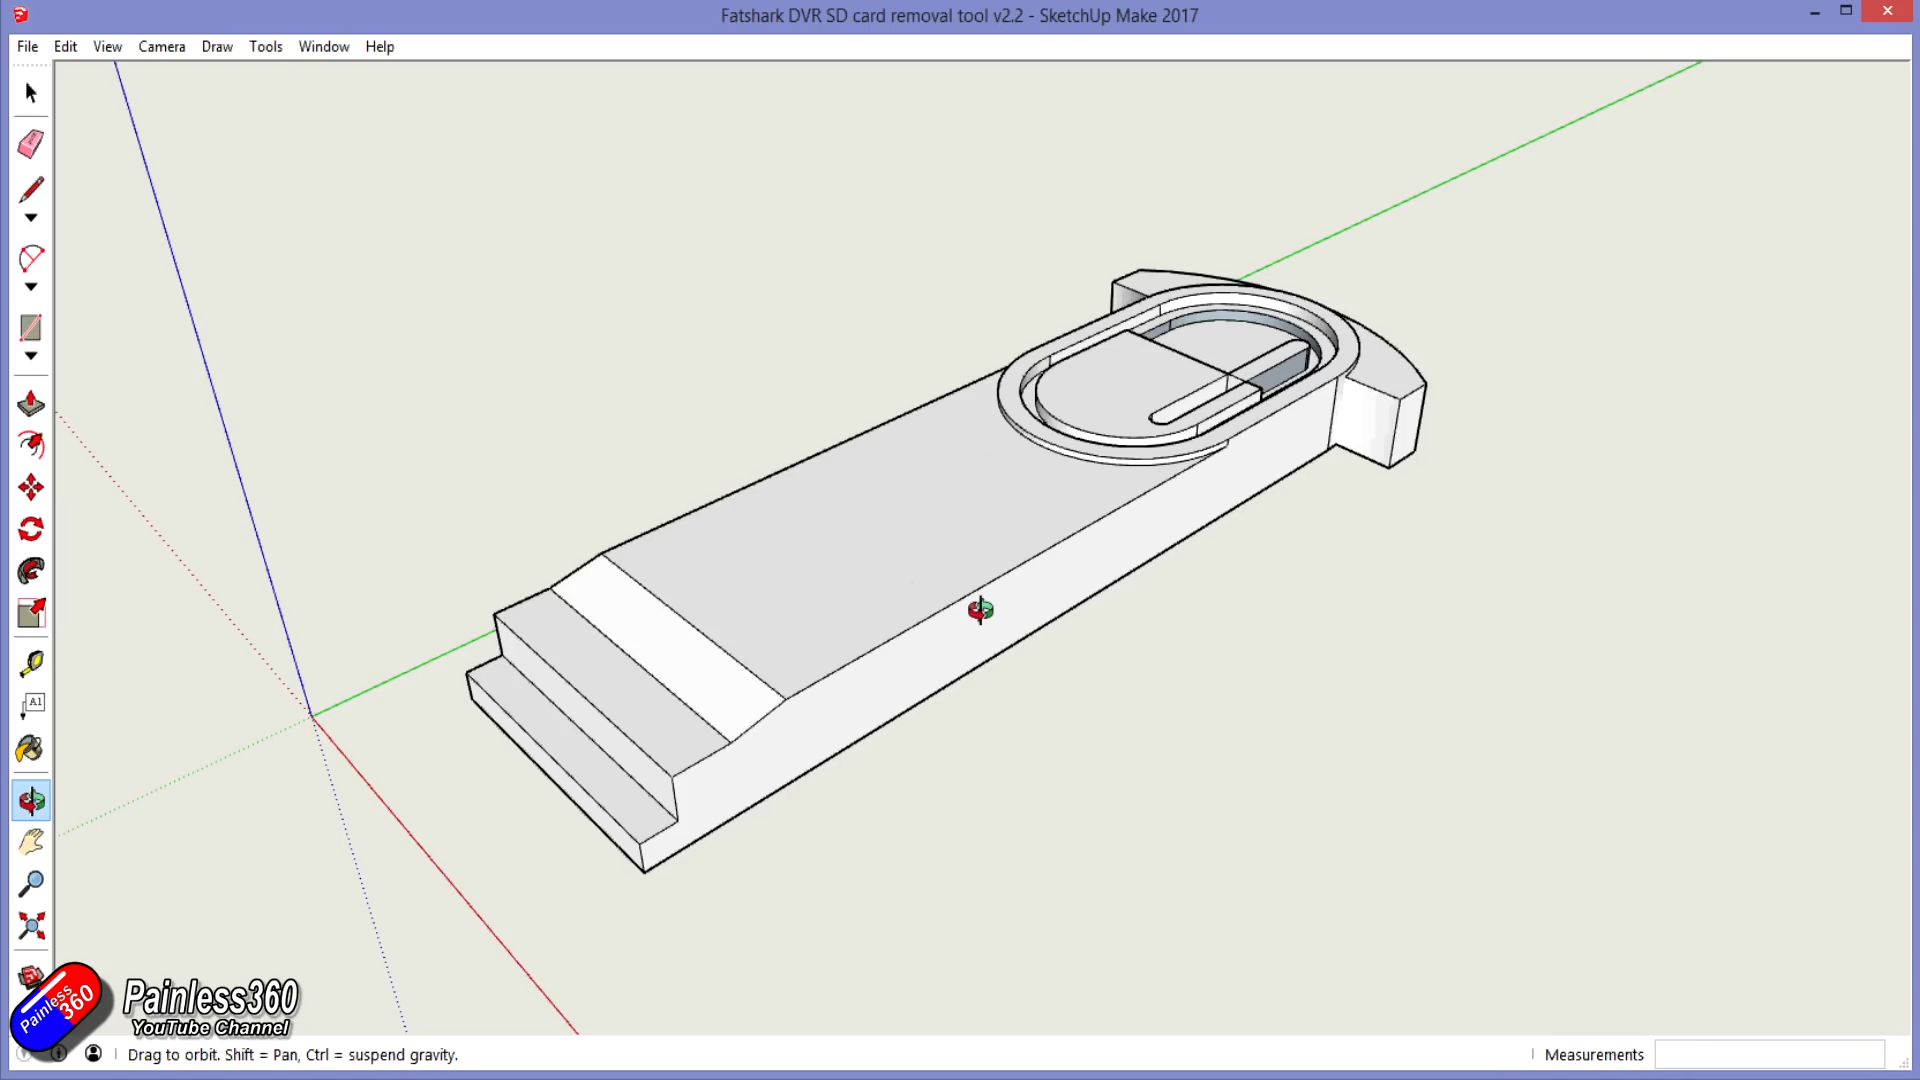 Fatshark DVR SD card removal tool v2.2 - SketchUp Make 2017
File Edit View Camera Draw Tools Window Help
A1
Painless 360
Painless360
YouTube Channel
Drag to orbit. Shift = Pan, Ctrl = suspend gravity.
Measurements